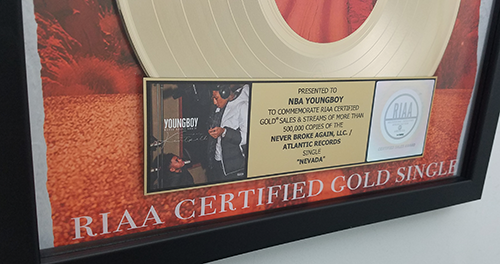 YOUNGBOY
PRESENTED TO
NBA YOUNGBOY
TO COMMEMORATE RIAA CERTIFIED
GOLD® SALES & STREAMS OF MORE THAN
500,000 COPIES OF THE
NEVER BROKE AGAIN, LLC. /
ATLANTIC RECORDS
SINGLE
"NEVADA"
RIAA
RIAA CERTIFIED GOLD SINGLE